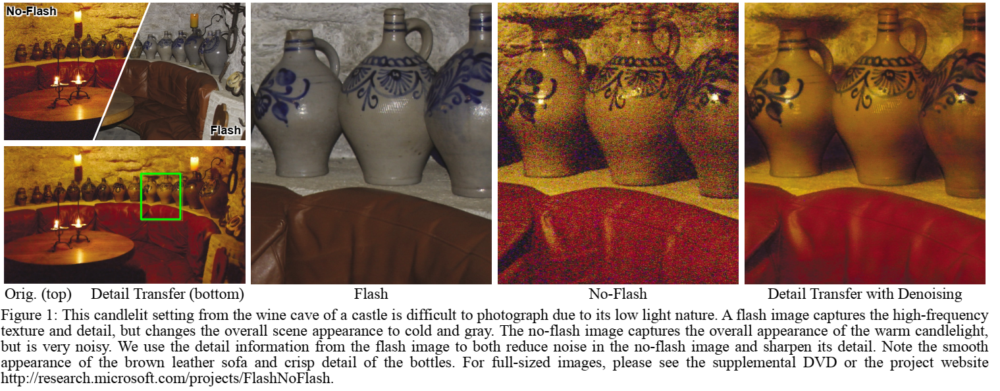 No-Flash
Flash
Orig. (top) Detail Transfer (bottom)
Flash
No-Flash
Detail Transfer with Denoising
Figure 1: This candlelit setting from the wine cave of a castle is difficult to photograph due to its low light nature. A flash image captures the high-frequency
texture and detail, but changes the overall scene appearance to cold and gray. The no-flash image captures the overall appearance of the warm candlelight,
but is very noisy. We use the detail information from the flash image to both reduce noise in the no-flash image and sharpen its detail. Note the smooth
appearance of the brown leather sofa and crisp detail of the bottles. For full-sized images, please see the supplemental DVD or the project website
http://research.microsoft.com/projects/FlashNoFlash.